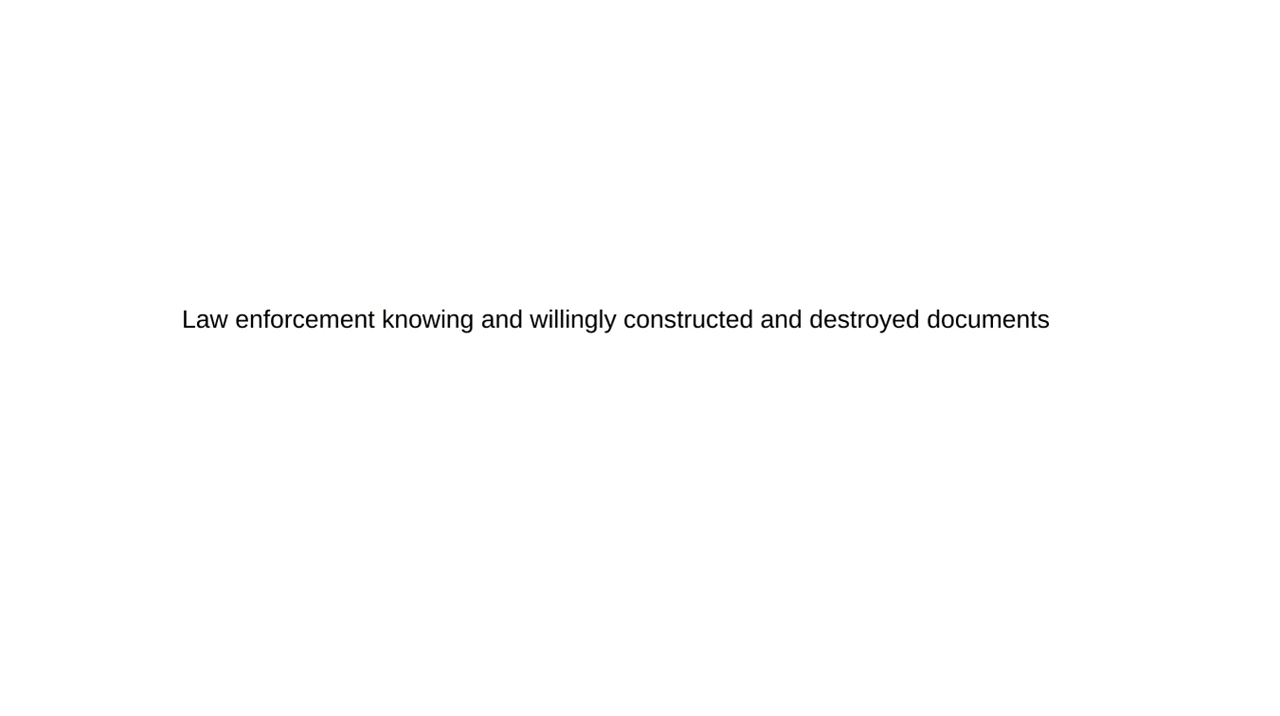 Law enforcement knowing and willingly constructed and destroyed documents